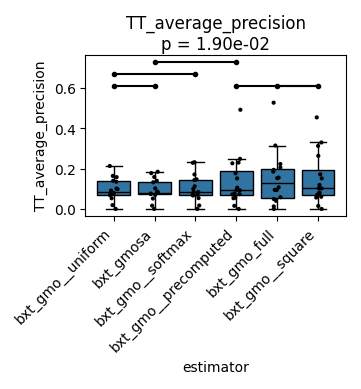 TT_average_precision
p = 1.90e-02
TT_average_precision
0.6
0.4
0.2
0.0
bxt_gmo__uniform
bxt_gmosa
bxt_gmo__softmax
bxt_gmo__precomputed
bxt_gmo_full
bxt_gmo__square
estimator